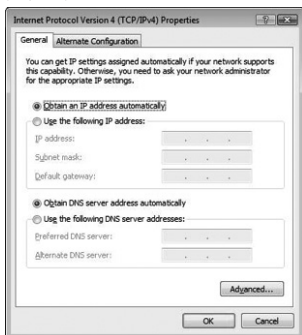 Internet Protocol Version 4 (TCP/IPv4) Properties
General
Alternate Configuration
You can get IP settings assigned automatically if your network supports
this capability. Otherwise, you need to ask your network administrator
for the appropriate IP settings.
Obtain an IP address automatically
Use the following IP address:
IP address:
Subnet mask:
Default gateway:
Obtain DNS server address automatically
Use the following DNS server addresses:
Preferred DNS server:
Alternate DNS server:
Advanced...
OK
Cancel